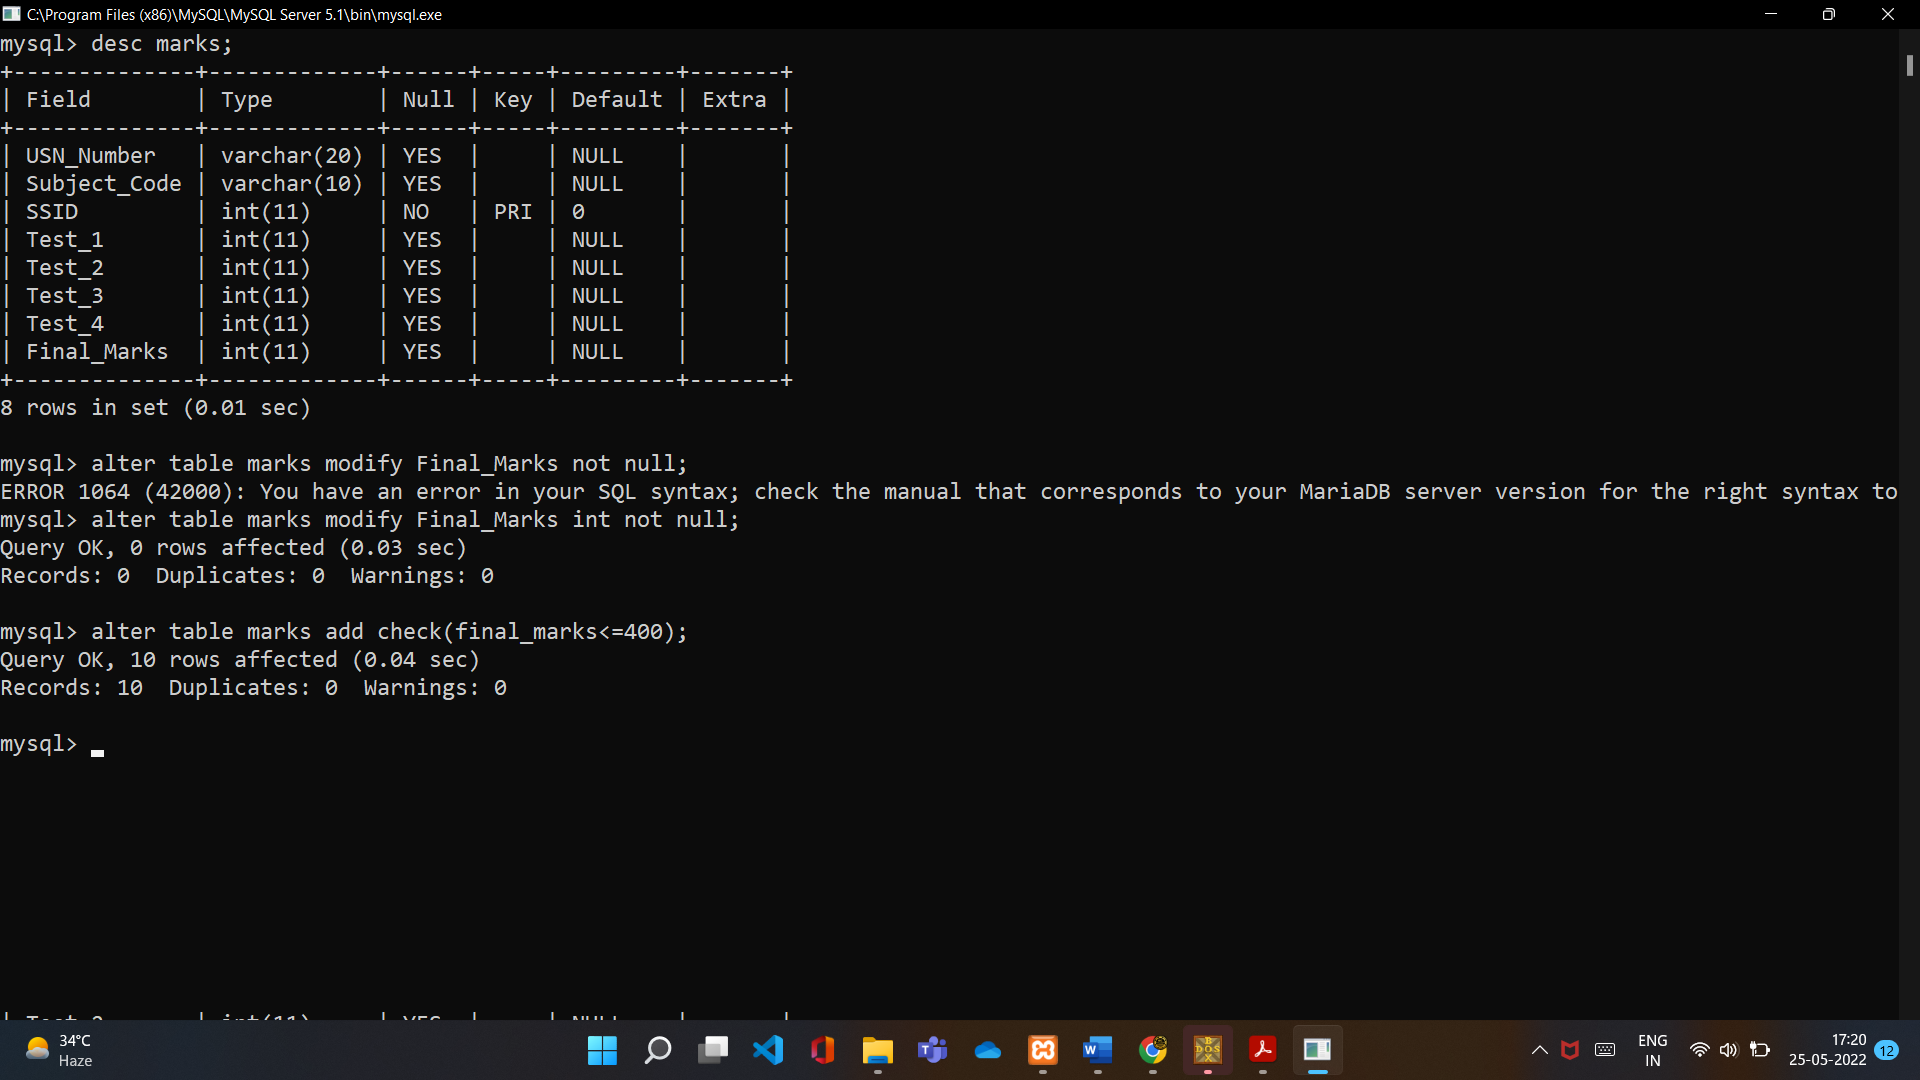 C:\Program Files (x86)\MySQL\MySQL Server 5.1\bin\mysql.exe
mysql> desc marks;
+--------------+-------------+------+-----+---------+-------+
| Field        | Type        | Null | Key | Default | Extra |
+--------------+-------------+------+-----+---------+-------+
| USN_Number   | varchar(20) | YES  |     | NULL    |       |
| Subject_Code | varchar(10) | YES  |     | NULL    |       |
| SSID         | int(11)     | NO   | PRI | 0       |       |
| Test_1       | int(11)     | YES  |     | NULL    |       |
| Test_2       | int(11)     | YES  |     | NULL    |       |
| Test_3       | int(11)     | YES  |     | NULL    |       |
| Test_4       | int(11)     | YES  |     | NULL    |       |
| Final_Marks  | int(11)     | YES  |     | NULL    |       |
+--------------+-------------+------+-----+---------+-------+
8 rows in set (0.01 sec)
mysql> alter table marks modify Final_Marks not null;
ERROR 1064 (42000): You have an error in your SQL syntax; check the manual that corresponds to your MariaDB server version for the right syntax to
mysql> alter table marks modify Final_Marks int not null;
Query OK, 0 rows affected (0.03 sec)
Records: 0  Duplicates: 0  Warnings: 0
mysql> alter table marks add check(final_marks<=400);
Query OK, 10 rows affected (0.04 sec)
Records: 10  Duplicates: 0  Warnings: 0
mysql>
34°C
Haze
ENG
IN
17:20
25-05-2022
12